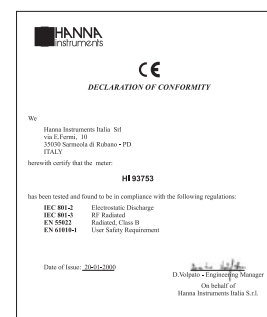 HANNA
instruments
CE
DECLARATION OF CONFORMITY
We
Hanna Instruments Italia Srl
via E.Fermi, 10
35030 Sarmeola di Rubano - PD
ITALY
herewith certify that the meter:
HI 93753
has been tested and found to be in compliance with the following regulations:
IEC 801-2 Electrostatic Discharge
IEC 801-3 RF Radiated
EN 55022 Radiated, Class B
EN 61010-1 User Safety Requirement
Date of Issue: 20-01-2000
D.Volpato - Engineering Manager
On behalf of
Hanna Instruments Italia S.r.l.